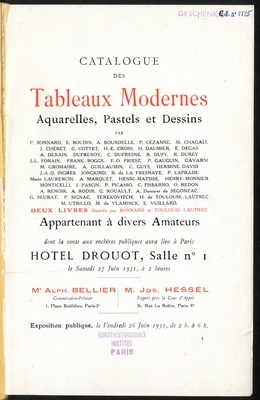 GESCHENK
CATALOGUE
DES
Tableaux Modernes
Aquarelles, Pastels et Dessins
PAR
P. BONNARD, E. BOUDIN, A. BOURDELLE, P. CÉZANNE, M. CHAGALL
J. CHÉRET, C. COTTET, H.-E. CROSS, H. DAUMIER, E. DEGAS
A. DERAIN, DUFRENOY, C. DUFRESNE, R. DUFY, R. DUREY
J.-L. FORAIN, FRANK BOGGS, E.-O. FRIESZ, P. GAUGUIN, GAVARNI
M. GROMAIRE, A. GUILLAUMIN, C. GUYS, HERMINE-DAVID
J.-A.-D. INGRES, JONGKIND, R. DE LA FRESNAYE, F. LAPRADE
Marie LAURENCIN, A. MARQUET, HENRI-MATISSE, HENRY-MONNIER
MONTICELLI, J. PASCIN, P. PICASSO, C. PISSARRO, O. REDON
A. RENOIR, A. RODIN, G. ROUAULT, A. DUNOYER DE SEGONZAC
G. SEURAT, P. SIGNAC, TEREKOVITCH, H. DE TOULOUSE-LAUTREC
M. UTRILLO, M. DE VLAMINCK, E. VUILLARD
DEUX LIVRES illustrés par BONNARD et TOULOUSE-LAUTREC
Appartenant à divers Amateurs
dont la vente aux enchères publiques aura lieu à Paris
HOTEL DROUOT, Salle nº 1
le Samedi 27 Juin 1931, à 2 heures
Mᵉ ALPH. BELLIER M. JOS. HESSEL
Commissaire-Priseur Expert près la Cour d'Appel
1, Place Boïeldieu, Paris-2ᵉ 26, Rue La Boëtie, Paris-8ᵉ
Exposition publique, le Vendredi 26 Juin 1931, de 2 h. à 6 h.
KUNSTHISTORISCHES
INSTITUT
PARIS
1